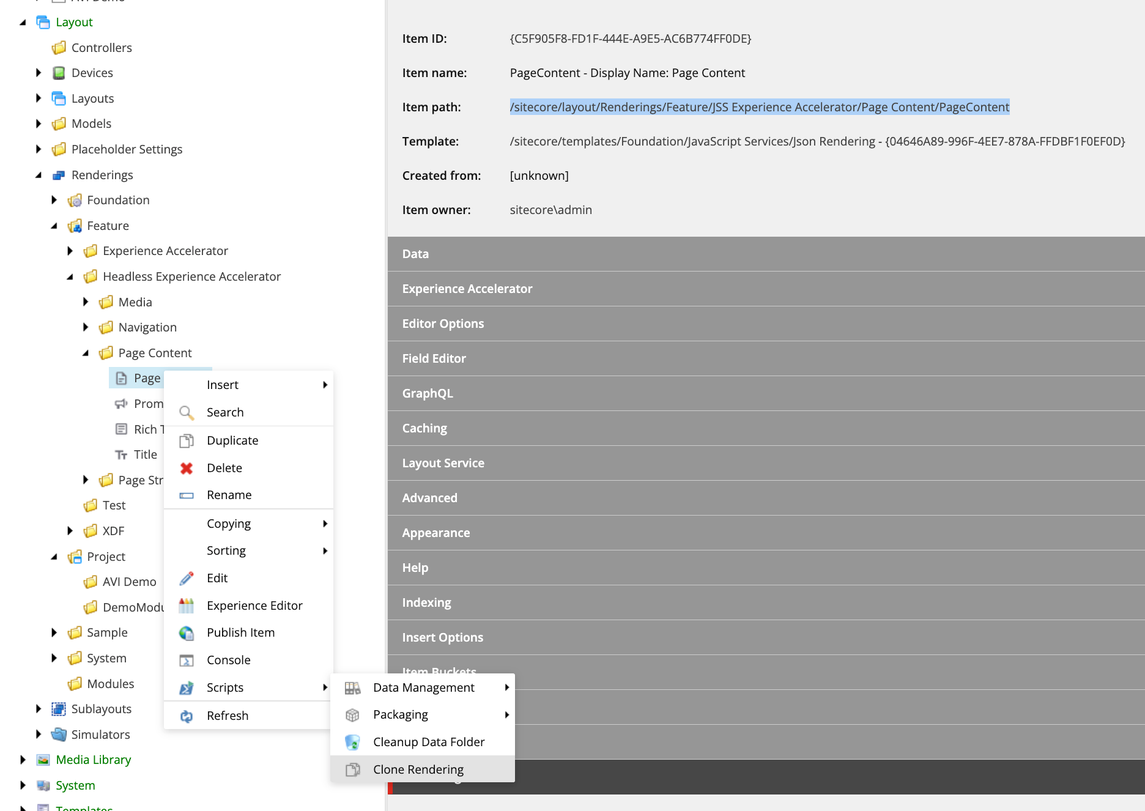 Layout
Controllers
Devices
Layouts
Models
Placeholder Settings
Renderings
Foundation
Feature
Experience Accelerator
Headless Experience Accelerator
Media
Navigation
Page Content
Page
Prom
Rich T
Title
Page Str
Test
XDF
Project
AVI Demo
DemoModu
Sample
System
Modules
Sublayouts
Simulators
Media Library
System
Templates
Insert
Search
Duplicate
Delete
Rename
Copying
Sorting
Edit
Experience Editor
Publish Item
Console
Scripts
Refresh
Data Management
Packaging
Cleanup Data Folder
Clone Rendering
Item ID: {C5F905F8-FD1F-444E-A9E5-AC6B774FF0DE}
Item name: PageContent - Display Name: Page Content
Item path: /sitecore/layout/Renderings/Feature/JSS Experience Accelerator/Page Content/PageContent
Template: /sitecore/templates/Foundation/JavaScript Services/Json Rendering - {04646A89-996F-4EE7-878A-FFDBF1F0EF0D}
Created from: [unknown]
Item owner: sitecore\admin
Data
Experience Accelerator
Editor Options
Field Editor
GraphQL
Caching
Layout Service
Advanced
Appearance
Help
Indexing
Insert Options
Item Buckets